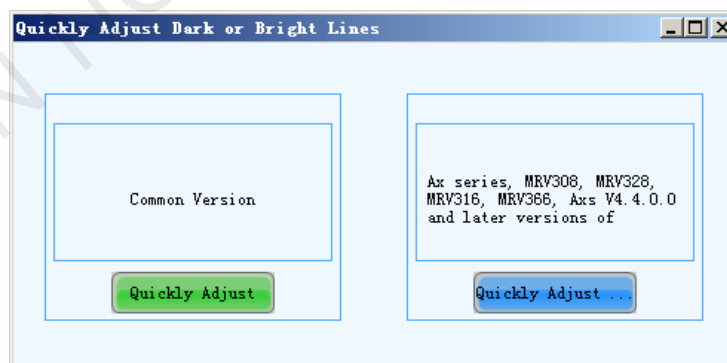 Quickly Adjust Dark or Bright Lines
Common Version
Quickly Adjust
Ax series, MRV308, MRV328,
MRV316, MRV366, Axs V4.4.0.0
and later versions of
Quickly Adjust ...